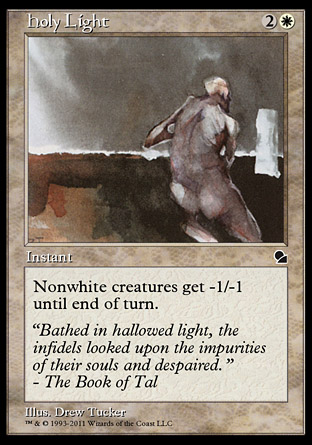 Holy Light 2
Instant
Nonwhite creatures get -1/-1
until end of turn.
“Bathed in hallowed light, the
infidels looked upon the impurities
of their souls and despaired.”
- The Book of Tal
Illus. Drew Tucker
™ & © 1993-2011 Wizards of the Coast LLC